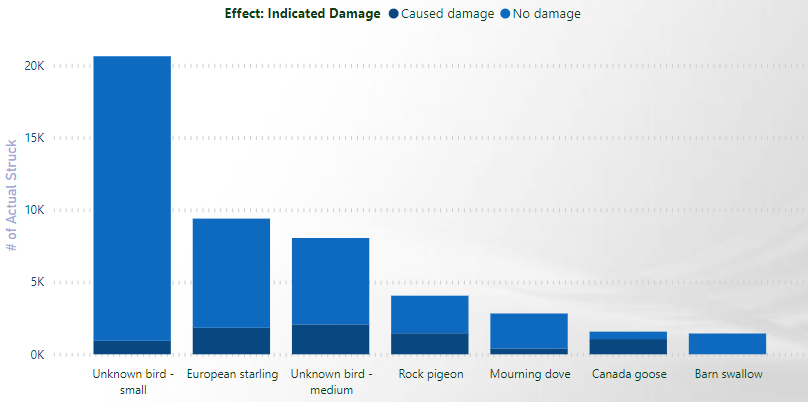 Effect: Indicated Damage Caused damage No damage
# of Actual Struck
20K
15K
10K
5K
0K
Unknown bird -
small
European starling
Unknown bird -
medium
Rock pigeon
Mourning dove
Canada goose
Barn swallow